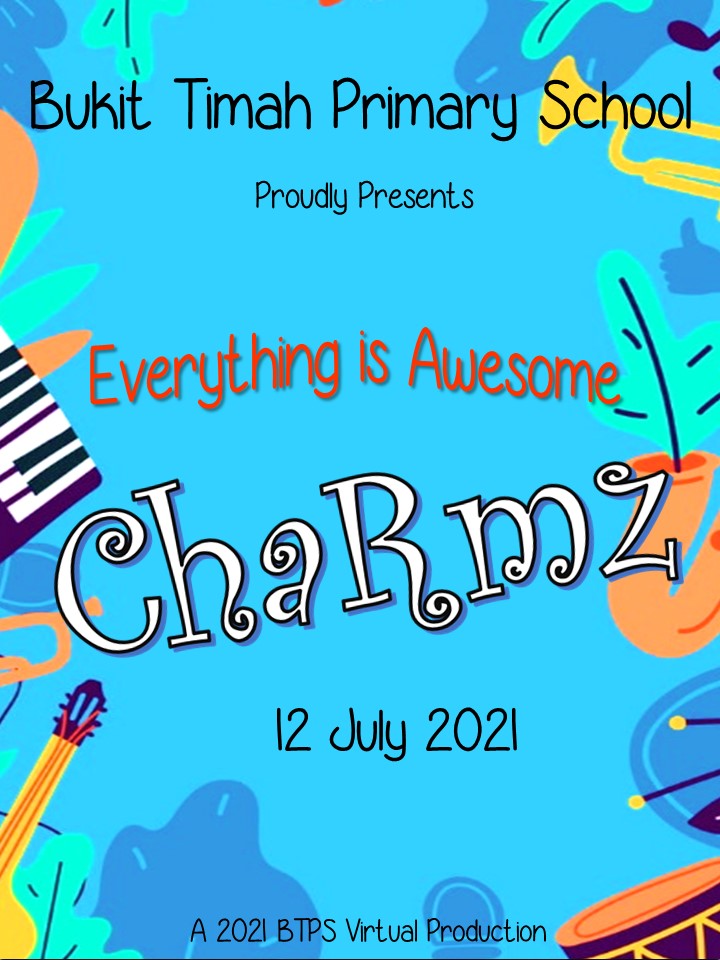 Bukit Timah Primary School
Proudly Presents
Everything is Awesome
ChaRmz
12 July 2021
A 2021 BTPS Virtual Production